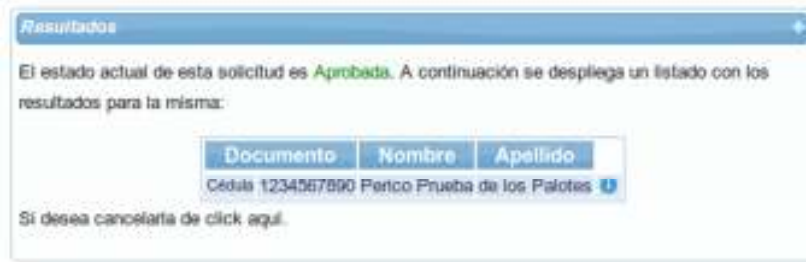 Resultados
El estado actual de esta solicitud es Aprobada. A continuación se despliega un listado con los
resultados para la misma:
Documento Nombre Apellido
Cédula 1234567890 Perico Prueba de los Palotes i
Si desea cancelarla de click aquí.